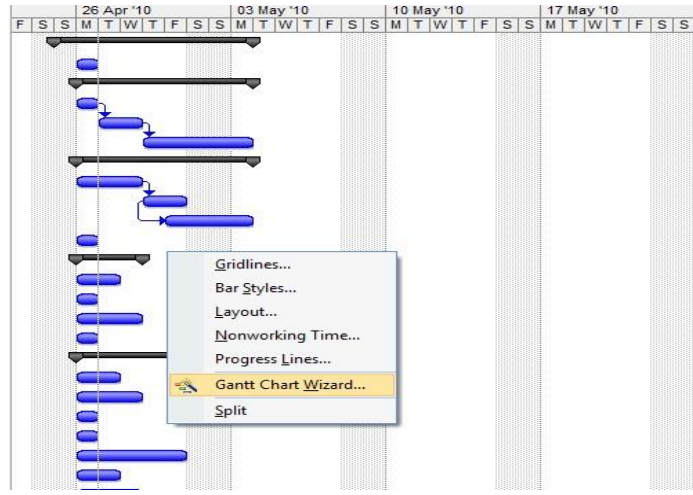 26 Apr '10 03 May '10 10 May '10 17 May '10
F S S M T W T F S S M T W T F S S M T W T F S S M T W T F S S
Gridlines...
Bar Styles...
Layout...
Nonworking Time...
Progress Lines...
Gantt Chart Wizard...
Split